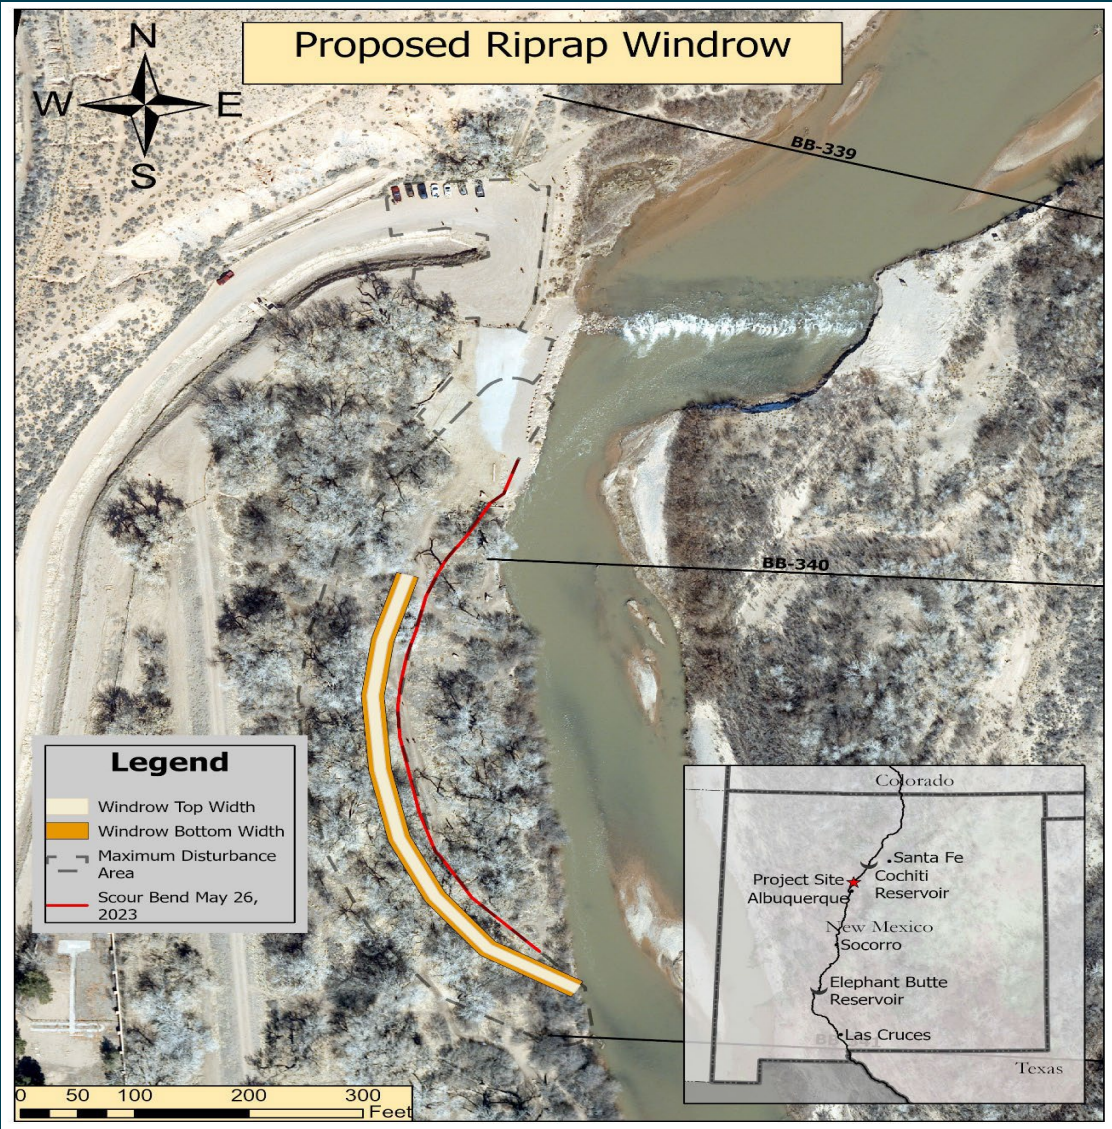 Proposed Riprap Windrow
N
W
E
S
BB-339
BB-340
Legend
Windrow Top Width
Windrow Bottom Width
Maximum Disturbance
Area
Scour Bend May 26,
2023
Colorado
Santa Fe
Cochiti
Reservoir
Project Site
Albuquerque
New Mexico
Socorro
Elephant Butte
Reservoir
Las Cruces
Texas
0 50 100 200 300
Feet